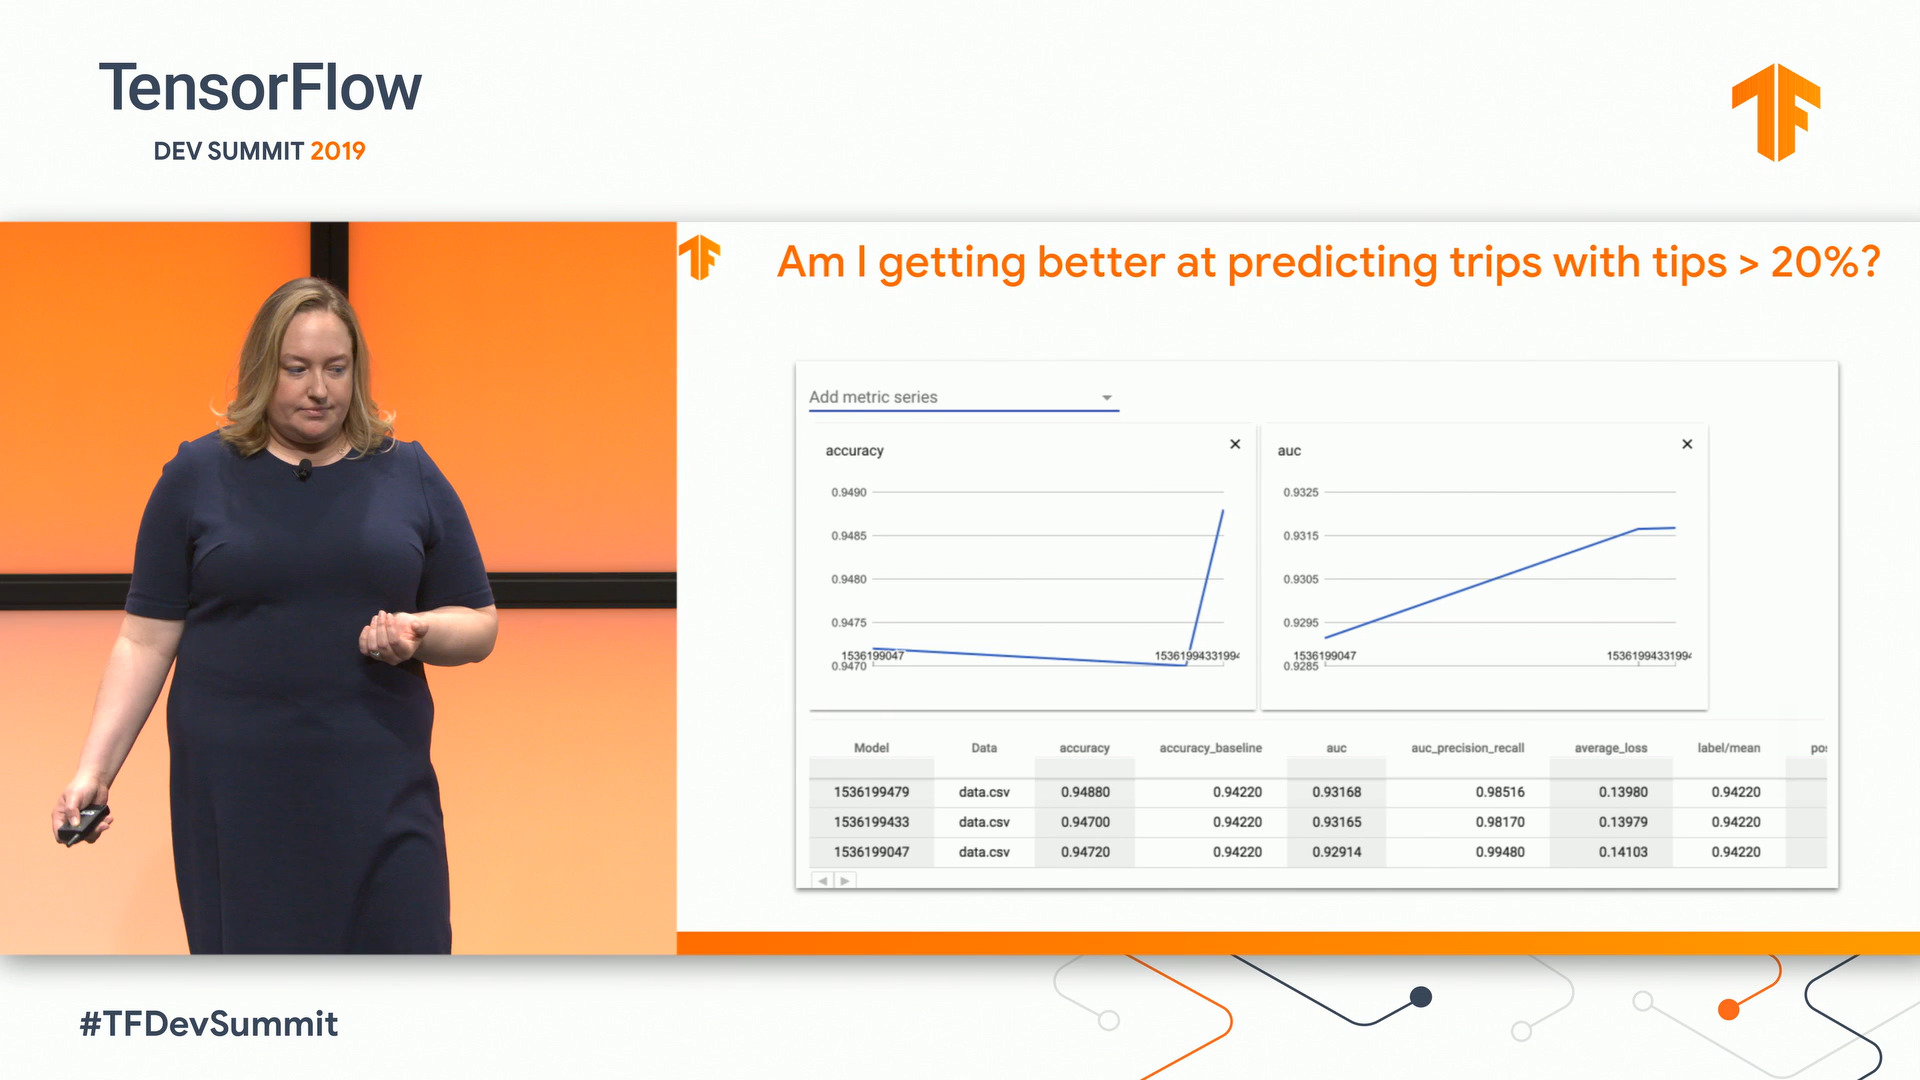 TensorFlow
DEV SUMMIT 2019
Am I getting better at predicting trips with tips > 20%?
Add metric series
accuracy
0.9490
0.9485
0.9480
0.9475
0.9470
1536199047
auc
0.9325
0.9315
0.9305
0.9295
0.9285
1536199047
Model Data accuracy accuracy_baseline auc auc_precision_recall average_loss label/mean
1536199479 data.csv 0.94880 0.94220 0.93168 0.98516 0.13980 0.94220
1536199433 data.csv 0.94700 0.94220 0.93165 0.98170 0.13979 0.94220
1536199047 data.csv 0.94720 0.94220 0.92914 0.99480 0.14103 0.94220
#TFDevSummit